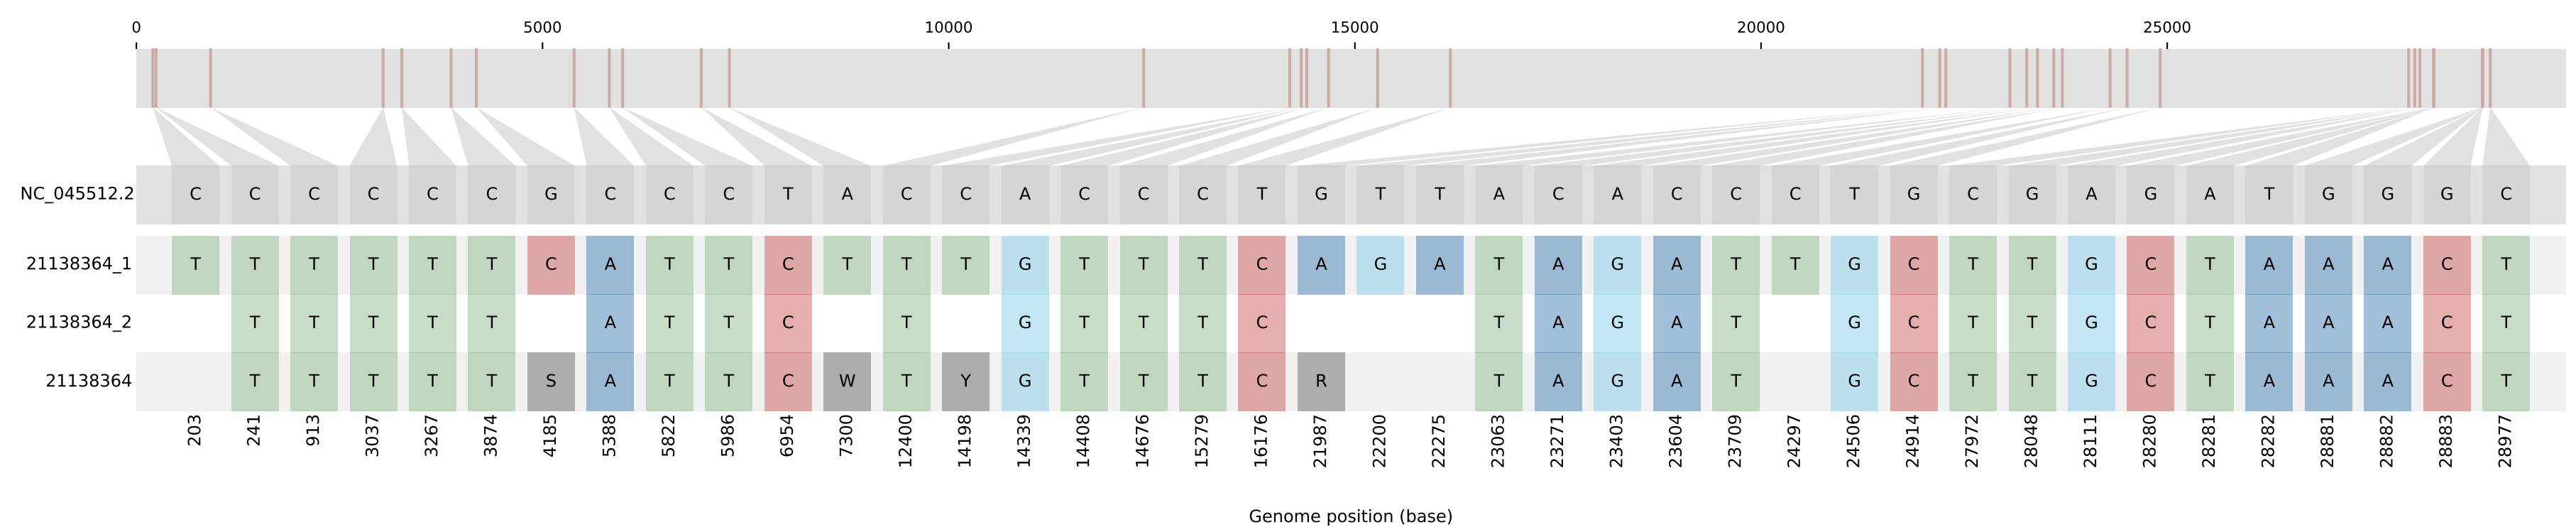 0 5000 10000 15000 20000 25000
NC_045512.2 C C C C C C G C C C T A C C A C C C T G T T A C A C C C T G C G A G A T G G G C
21138364_1 T T T T T T C A T T C T T T G T T T C A G A T A G A T T G C T T G C T A A A C T
21138364_2 T T T T T A T T C T G T T T C T A G A T G C T T G C T A A A C T
21138364 T T T T T S A T T C W T Y G T T T C R T A G A T G C T T G C T A A A C T
203 241 913 3037 3267 3874 4185 5388 5822 5986 6954 7300 12400 14198 14339 14408 14676 15279 16176 21987 22200 22275 23063 23271 23403 23604 23709 24297 24506 24914 27972 28048 28111 28280 28281 28282 28881 28882 28883 28977
Genome position (base)